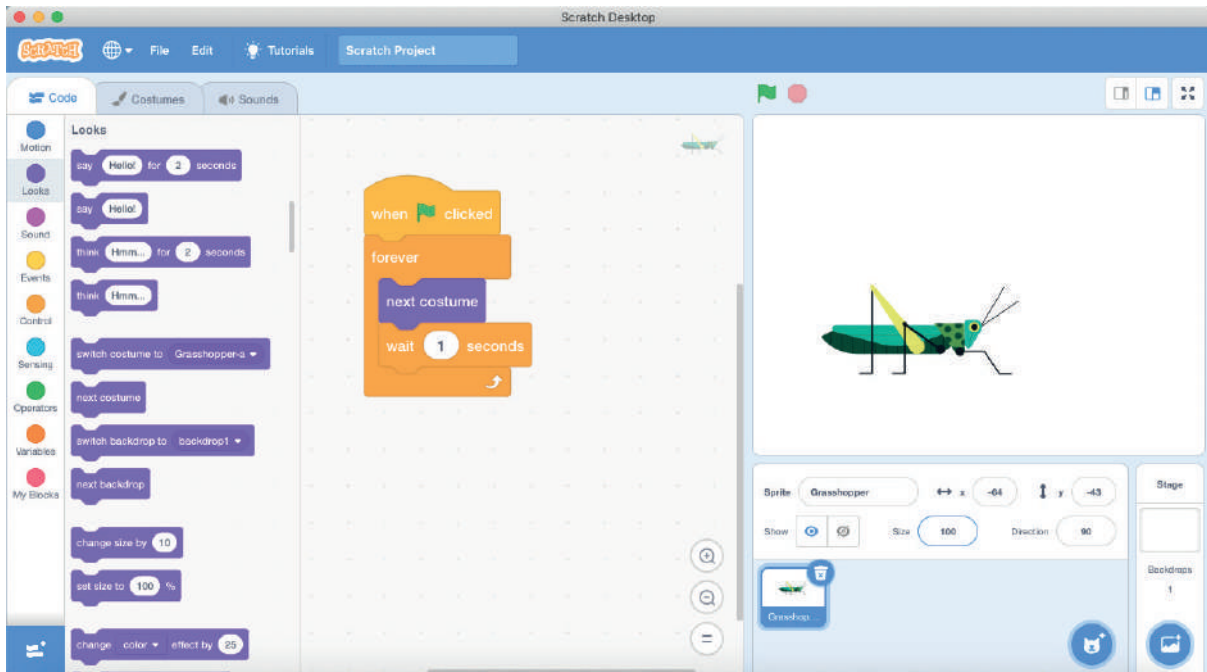 Scratch Desktop
SCRATCH
File
Edit
Tutorials
Scratch Project
Code
Costumes
Sounds
Motion
Looks
Sound
Events
Control
Sensing
Operators
Variables
My Blocks
Looks
say Hello! for 2 seconds
say Hello!
think Hmm... for 2 seconds
think Hmm...
switch costume to Grasshopper-a
next costume
switch backdrop to backdrop1
next backdrop
change size by 10
set size to 100 %
change color effect by 25
when clicked
forever
next costume
wait 1 seconds
Sprite Grasshopper x -64 y -43
Show Size 100 Direction 90
Grasshop...
Stage
Backdrops
1